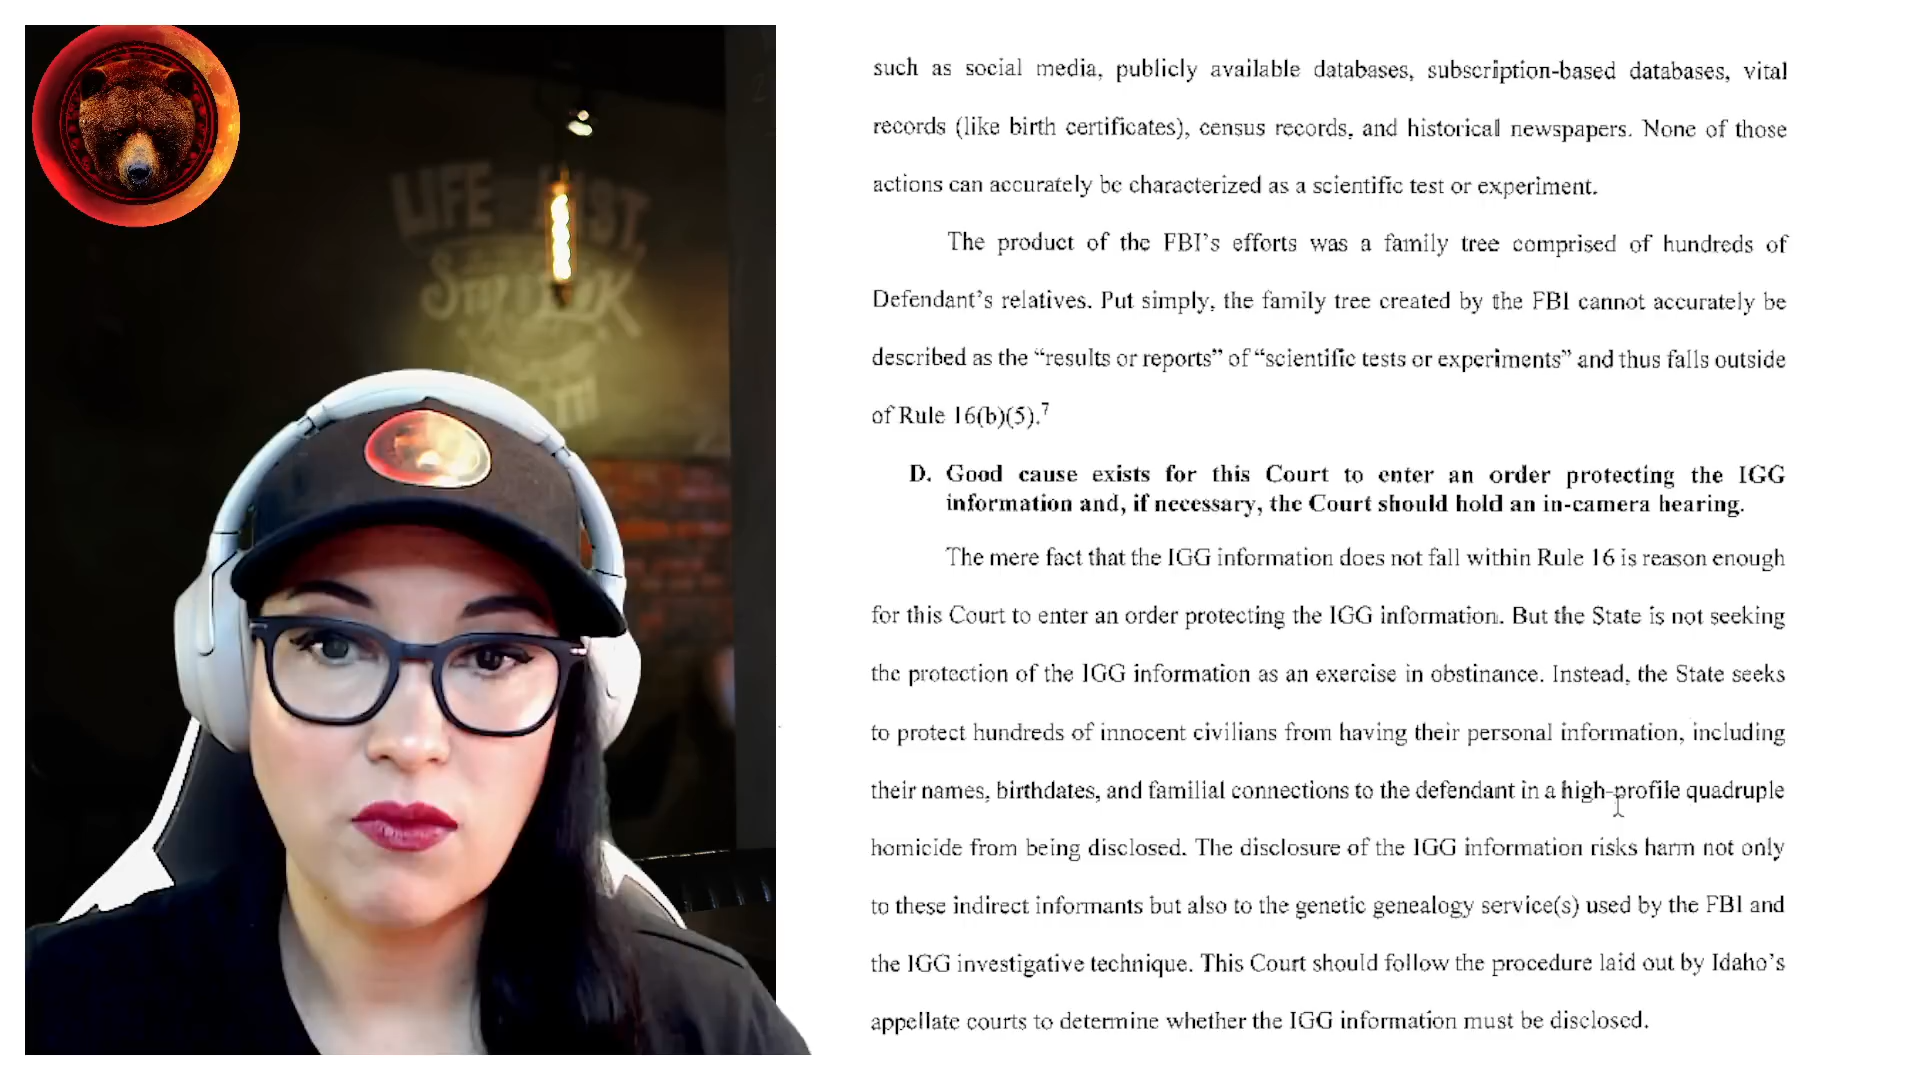 LIFE
such as social media, publicly available databases, subscription-based databases, vital
records (like birth certificates), census records, and historical newspapers. None of those
actions can accurately be characterized as a scientific test or experiment.
The product of the FBI's efforts was a family tree comprised of hundreds of
Defendant's relatives. Put simply, the family tree created by the FBI cannot accurately be
described as the “results or reports” of “scientific tests or experiments” and thus falls outside
of Rule 16(b)(5).7
D. Good cause exists for this Court to enter an order protecting the IGG
information and, if necessary, the Court should hold an in-camera hearing.
The mere fact that the IGG information does not fall within Rule 16 is reason enough
for this Court to enter an order protecting the IGG information. But the State is not seeking
the protection of the IGG information as an exercise in obstinance. Instead, the State seeks
to protect hundreds of innocent civilians from having their personal information, including
their names, birthdates, and familial connections to the defendant in a high-profile quadruple
homicide from being disclosed. The disclosure of the IGG information risks harm not only
to these indirect informants but also to the genetic genealogy service(s) used by the FBI and
the IGG investigative technique. This Court should follow the procedure laid out by Idaho's
appellate courts to determine whether the IGG information must be disclosed.